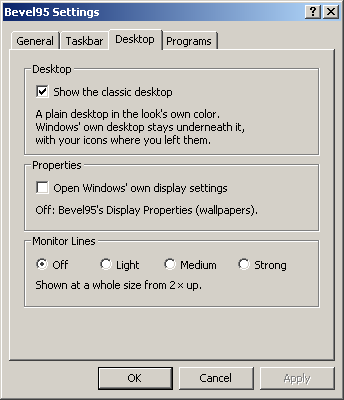 Bevel95 Settings
General
Taskbar
Desktop
Programs
Desktop
Show the classic desktop
A plain desktop in the look's own color.
Windows' own desktop stays underneath it,
with your icons where you left them.
Properties
Open Windows' own display settings
Off: Bevel95's Display Properties (wallpapers).
Monitor Lines
Off
Light
Medium
Strong
Shown at a whole size from 2× up.
OK
Cancel
Apply